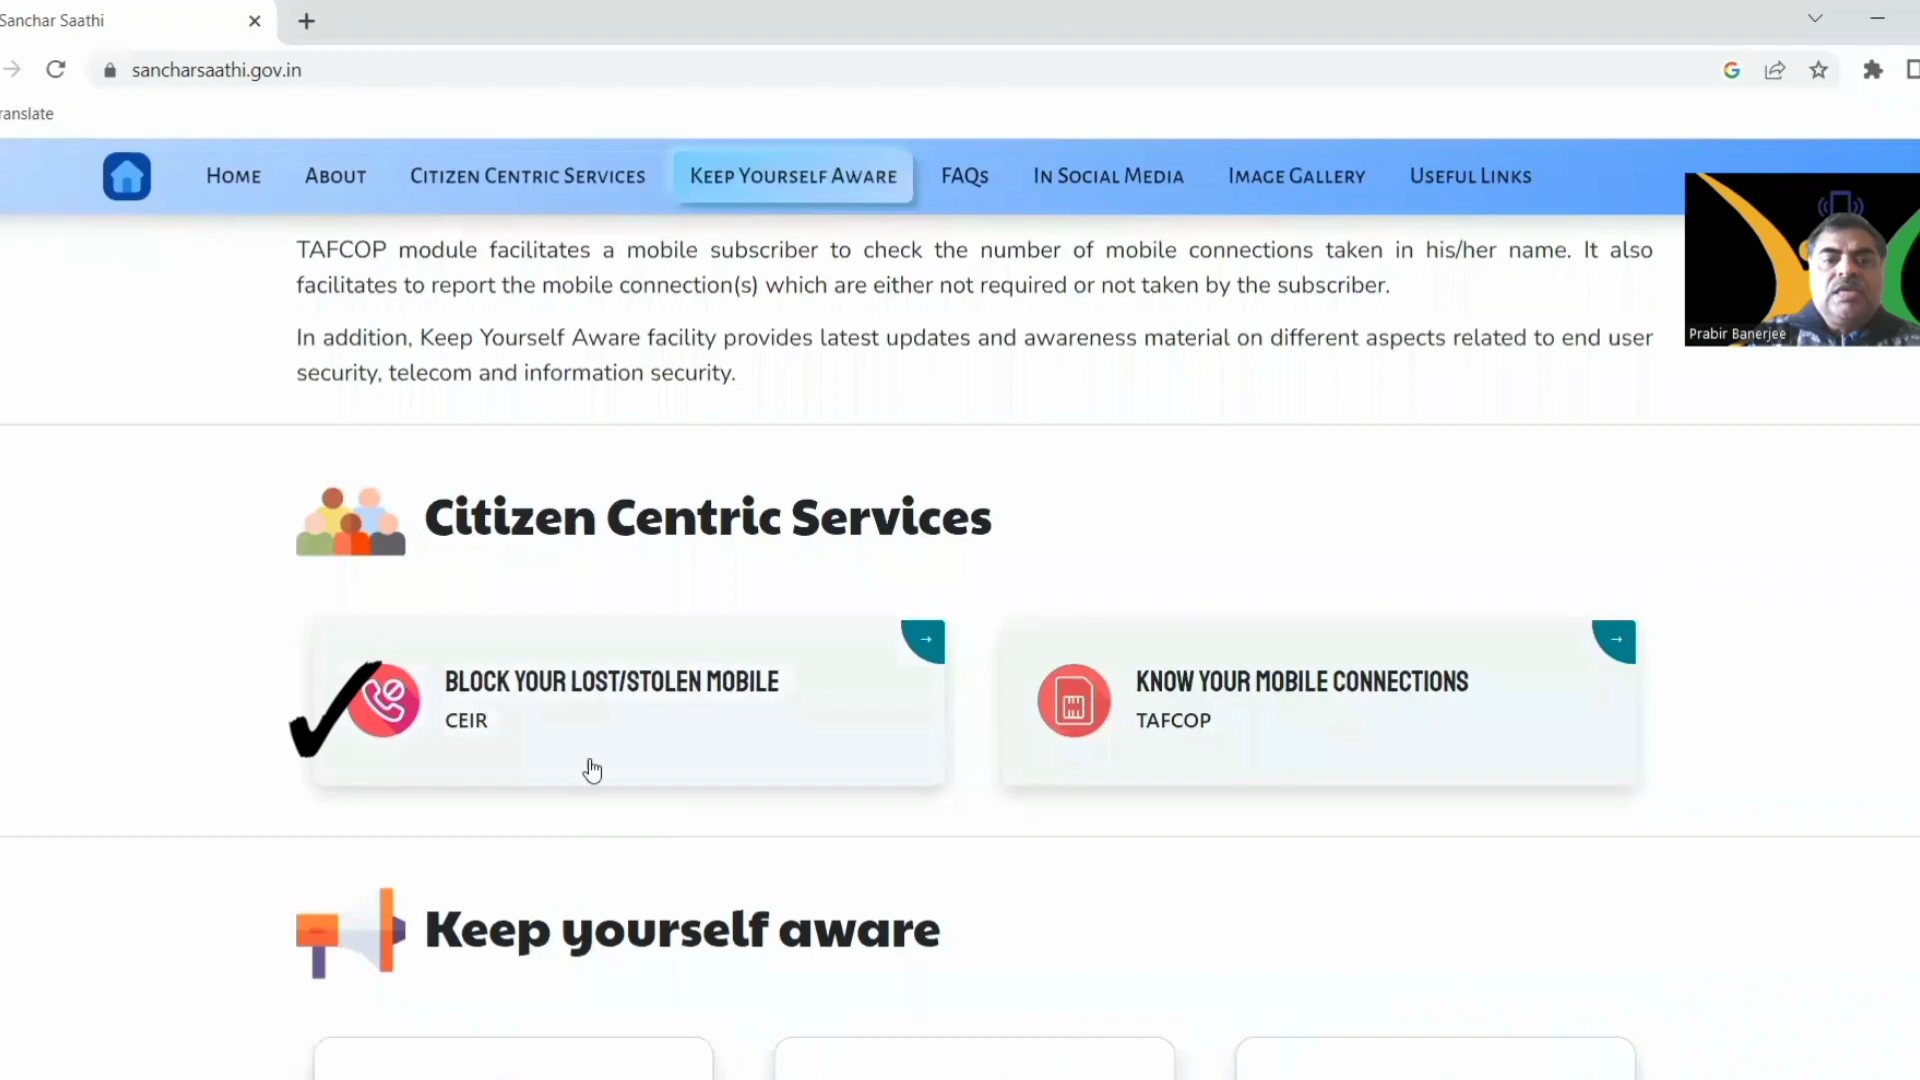 Sanchar Saathi
sancharsaathi.gov.in
ranslate
Home About Citizen Centric Services Keep Yourself Aware FAQs In Social Media Image Gallery Useful Links
TAFCOP module facilitates a mobile subscriber to check the number of mobile connections taken in his/her name. It also
facilitates to report the mobile connection(s) which are either not required or not taken by the subscriber.
Prabir Banerjee
In addition, Keep Yourself Aware facility provides latest updates and awareness material on different aspects related to end user
security, telecom and information security.
Citizen Centric Services
BLOCK YOUR LOST/STOLEN MOBILE
CEIR
KNOW YOUR MOBILE CONNECTIONS
TAFCOP
Keep yourself aware